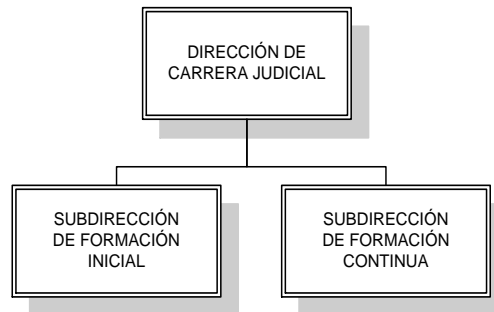 DIRECCIÓN DE
CARRERA JUDICIAL
SUBDIRECCIÓN
DE FORMACIÓN
INICIAL
SUBDIRECCIÓN
DE FORMACIÓN
CONTINUA